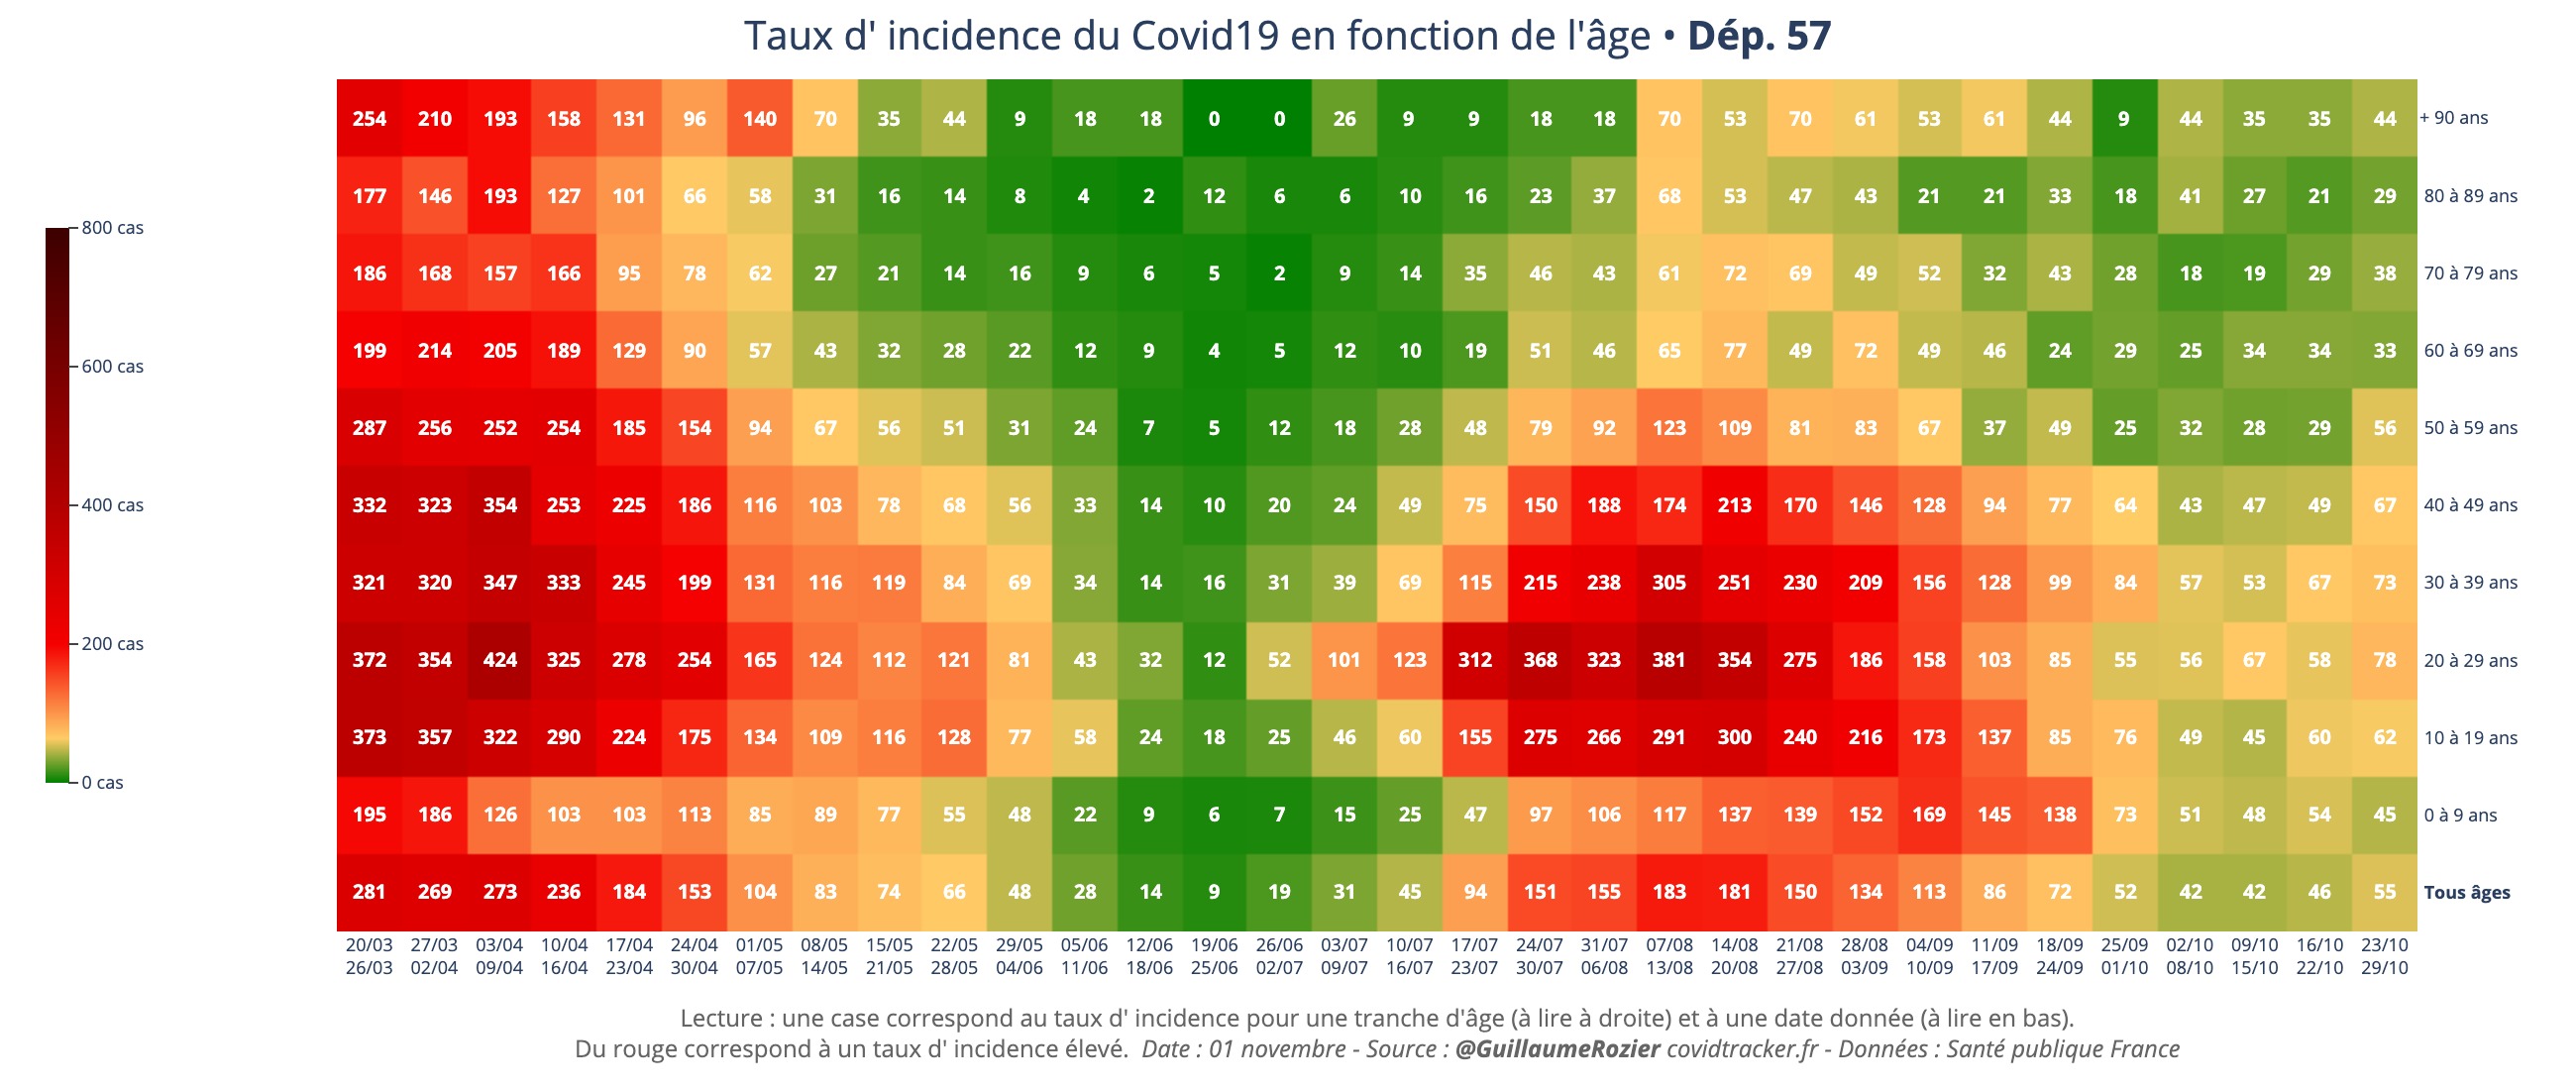 Taux d' incidence du Covid19 en fonction de l'âge • Dép. 57
800 cas
600 cas
400 cas
200 cas
0 cas
254 210 193 158 131 96 140 70 35 44 9 18 18 0 0 26 9 9 18 18 70 53 70 61 53 61 44 9 44 35 35 44 + 90 ans
177 146 193 127 101 66 58 31 16 14 8 4 2 12 6 6 10 16 23 37 68 53 47 43 21 21 33 18 41 27 21 29 80 à 89 ans
186 168 157 166 95 78 62 27 21 14 16 9 6 5 2 9 14 35 46 43 61 72 69 49 52 32 43 28 18 19 29 38 70 à 79 ans
199 214 205 189 129 90 57 43 32 28 22 12 9 4 5 12 10 19 51 46 65 77 49 72 49 46 24 29 25 34 34 33 60 à 69 ans
287 256 252 254 185 154 94 67 56 51 31 24 7 5 12 18 28 48 79 92 123 109 81 83 67 37 49 25 32 28 29 56 50 à 59 ans
332 323 354 253 225 186 116 103 78 68 56 33 14 10 20 24 49 75 150 188 174 213 170 146 128 94 77 64 43 47 49 67 40 à 49 ans
321 320 347 333 245 199 131 116 119 84 69 34 14 16 31 39 69 115 215 238 305 251 230 209 156 128 99 84 57 53 67 73 30 à 39 ans
372 354 424 325 278 254 165 124 112 121 81 43 32 12 52 101 123 312 368 323 381 354 275 186 158 103 85 55 56 67 58 78 20 à 29 ans
373 357 322 290 224 175 134 109 116 128 77 58 24 18 25 46 60 155 275 266 291 300 240 216 173 137 85 76 49 45 60 62 10 à 19 ans
195 186 126 103 103 113 85 89 77 55 48 22 9 6 7 15 25 47 97 106 117 137 139 152 169 145 138 73 51 48 54 45 0 à 9 ans
281 269 273 236 184 153 104 83 74 66 48 28 14 9 19 31 45 94 151 155 183 181 150 134 113 86 72 52 42 42 46 55 Tous âges
20/03 27/03 03/04 10/04 17/04 24/04 01/05 08/05 15/05 22/05 29/05 05/06 12/06 19/06 26/06 03/07 10/07 17/07 24/07 31/07 07/08 14/08 21/08 28/08 04/09 11/09 18/09 25/09 02/10 09/10 16/10 23/10
26/03 02/04 09/04 16/04 23/04 30/04 07/05 14/05 21/05 28/05 04/06 11/06 18/06 25/06 02/07 09/07 16/07 23/07 30/07 06/08 13/08 20/08 27/08 03/09 10/09 17/09 24/09 01/10 08/10 15/10 22/10 29/10
Lecture : une case correspond au taux d' incidence pour une tranche d'âge (à lire à droite) et à une date donnée (à lire en bas).
Du rouge correspond à un taux d' incidence élevé. Date : 01 novembre - Source : @GuillaumeRozier covidtracker.fr - Données : Santé publique France